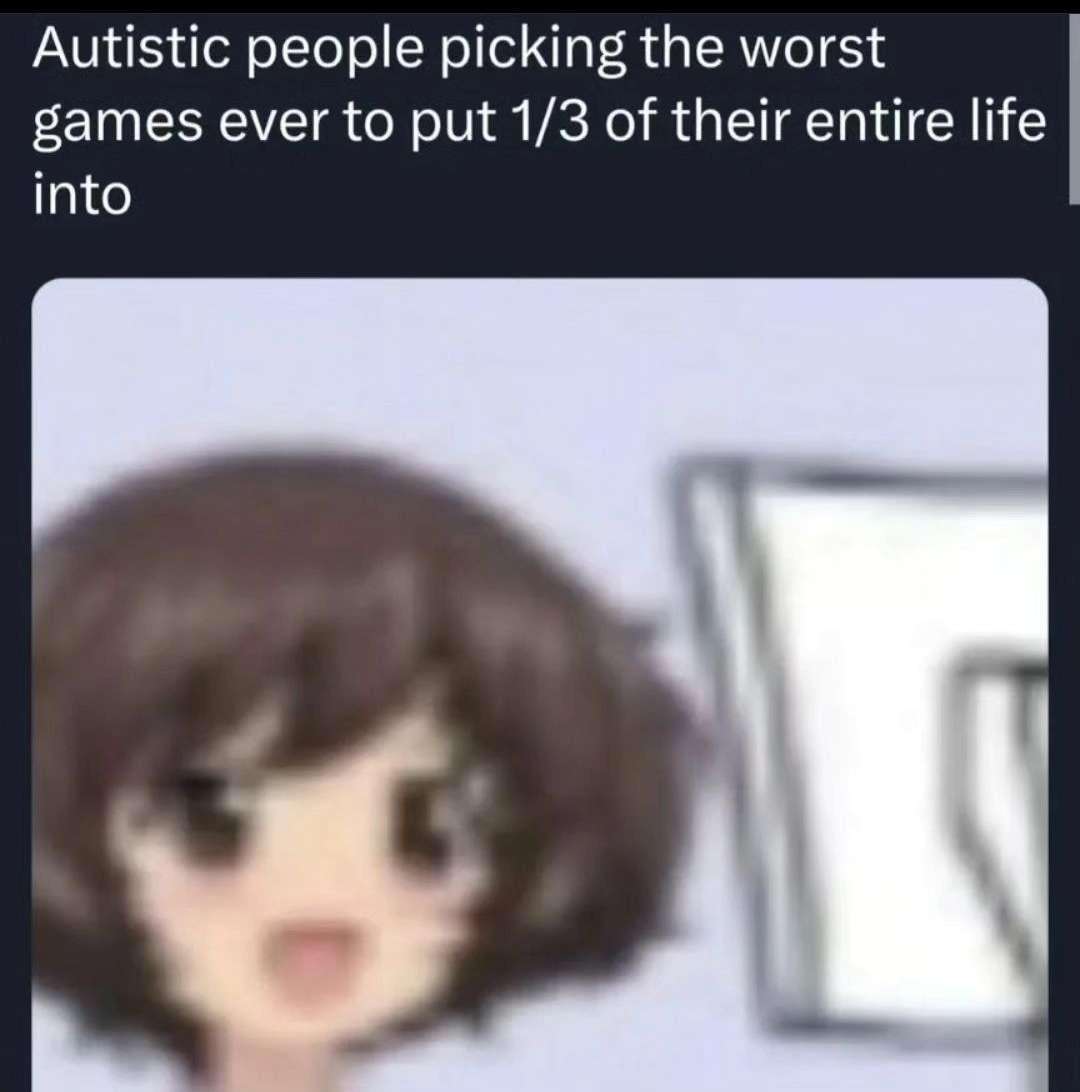 Autistic people picking the worst
games ever to put 1/3 of their entire life
into